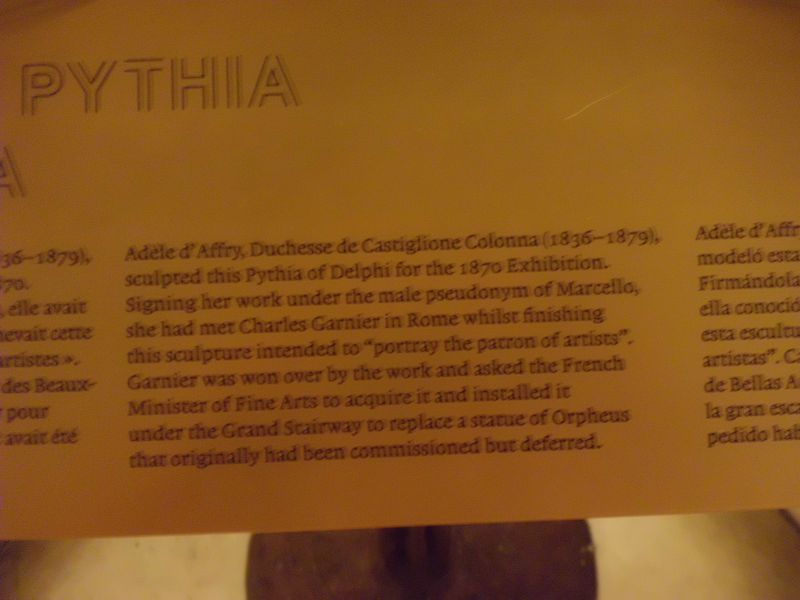 PYTHIA
A
36–1879),
870.
, elle avait
hevait cette
artistes ».
des Beaux-
r pour
avait été
Adèle d'Affry, Duchesse de Castiglione Colonna (1836–1879),
sculpted this Pythia of Delphi for the 1870 Exhibition.
Signing her work under the male pseudonym of Marcello,
she had met Charles Garnier in Rome whilst finishing
this sculpture intended to “portray the patron of artists”.
Garnier was won over by the work and asked the French
Minister of Fine Arts to acquire it and installed it
under the Grand Stairway to replace a statue of Orpheus
that originally had been commissioned but deferred.
Adèle d'Affr
modeló esta
Firmándola
ella conoció
esta escultu
artistas”. Ca
de Bellas A
la gran esca
pedido hab